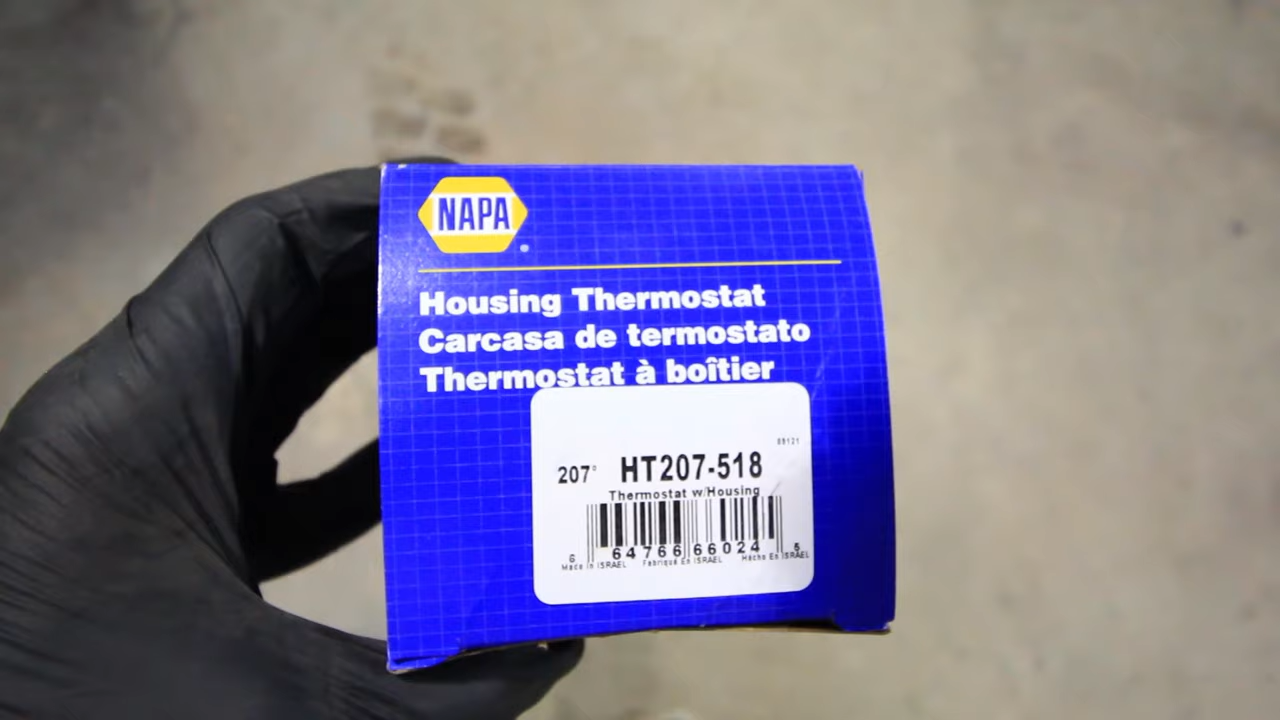 NAPA
®
Housing Thermostat
Carcasa de termostato
Thermostat à boîtier
09121
207° HT207-518
Thermostat w/Housing
6 64766 66024 5
Made In ISRAEL Fabriqué En ISRAEL Hecho En ISRAEL